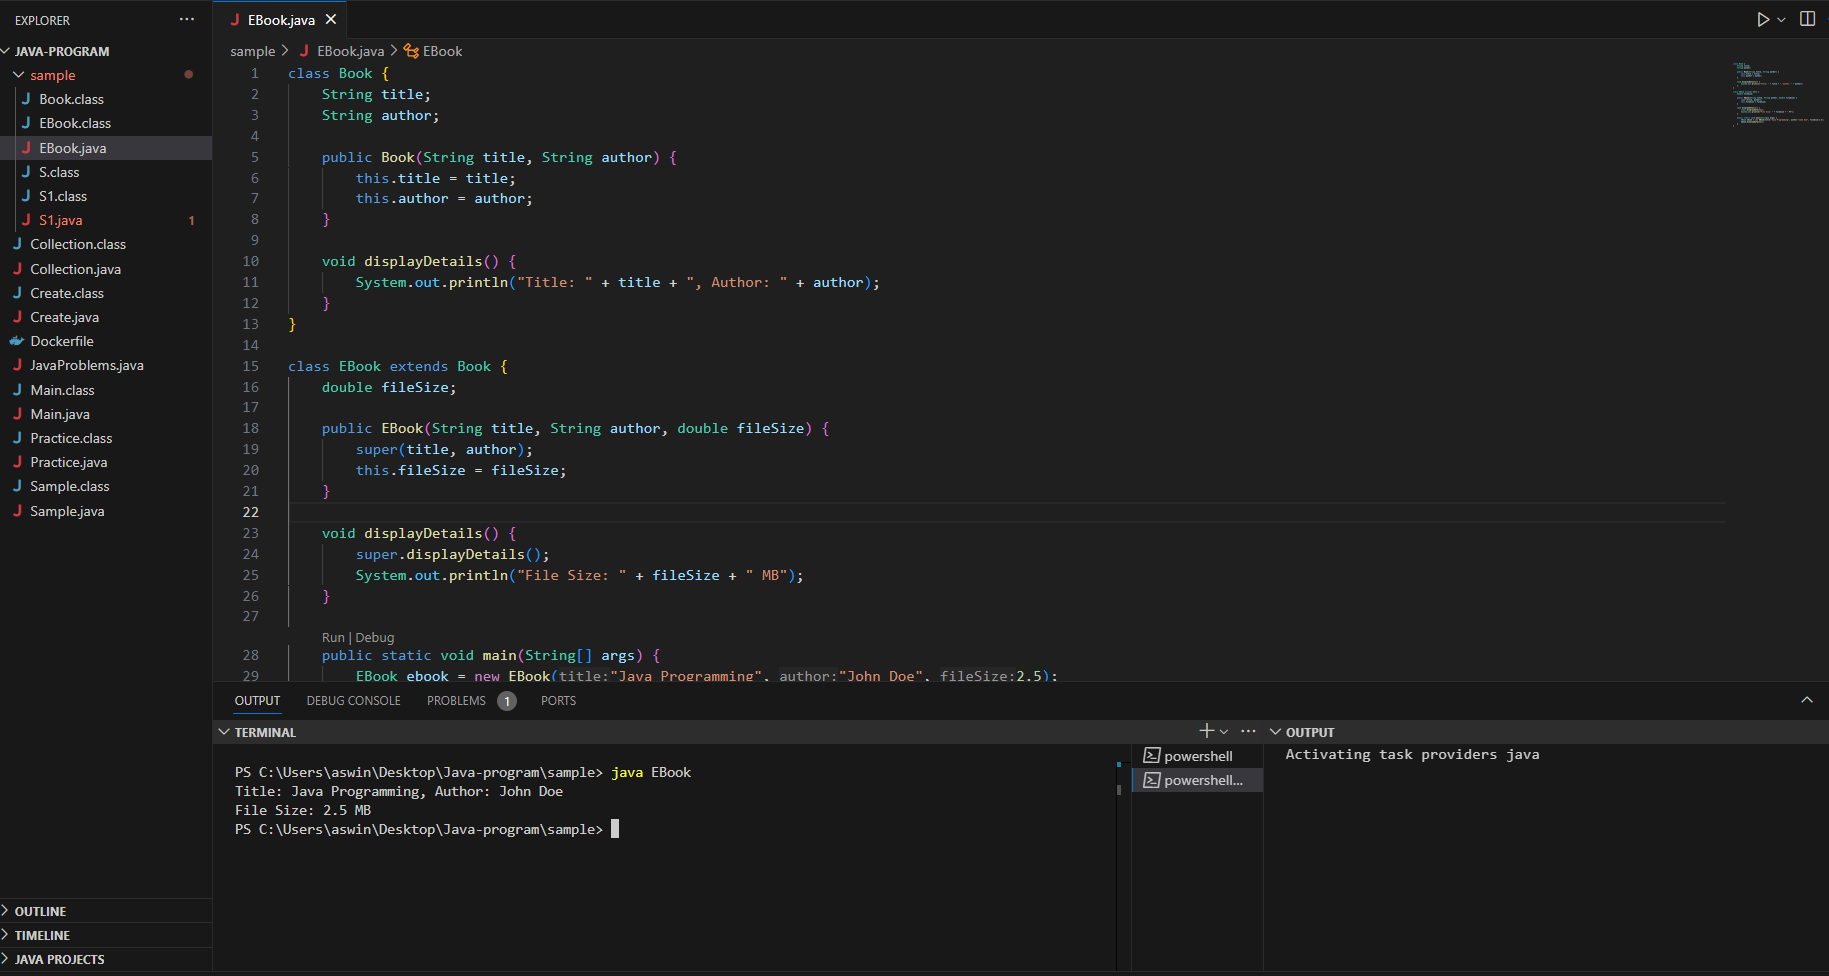 EXPLORER
JAVA-PROGRAM
sample
Book.class
EBook.class
EBook.java
S.class
S1.class
S1.java 1
Collection.class
Collection.java
Create.class
Create.java
Dockerfile
JavaProblems.java
Main.class
Main.java
Practice.class
Practice.java
Sample.class
Sample.java
OUTLINE
TIMELINE
JAVA PROJECTS
EBook.java
sample > EBook.java > EBook
1 class Book {
2 String title;
3 String author;
4
5 public Book(String title, String author) {
6 this.title = title;
7 this.author = author;
8 }
9
10 void displayDetails() {
11 System.out.println("Title: " + title + ", Author: " + author);
12 }
13 }
14
15 class EBook extends Book {
16 double fileSize;
17
18 public EBook(String title, String author, double fileSize) {
19 super(title, author);
20 this.fileSize = fileSize;
21 }
22
23 void displayDetails() {
24 super.displayDetails();
25 System.out.println("File Size: " + fileSize + " MB");
26 }
27
Run | Debug
28 public static void main(String[] args) {
29 EBook ebook = new EBook(title:"Java Programming", author:"John Doe", fileSize:2.5);
OUTPUT DEBUG CONSOLE PROBLEMS 1 PORTS
TERMINAL
PS C:\Users\aswin\Desktop\Java-program\sample> java EBook
Title: Java Programming, Author: John Doe
File Size: 2.5 MB
PS C:\Users\aswin\Desktop\Java-program\sample>
powershell
powershell...
OUTPUT
Activating task providers java